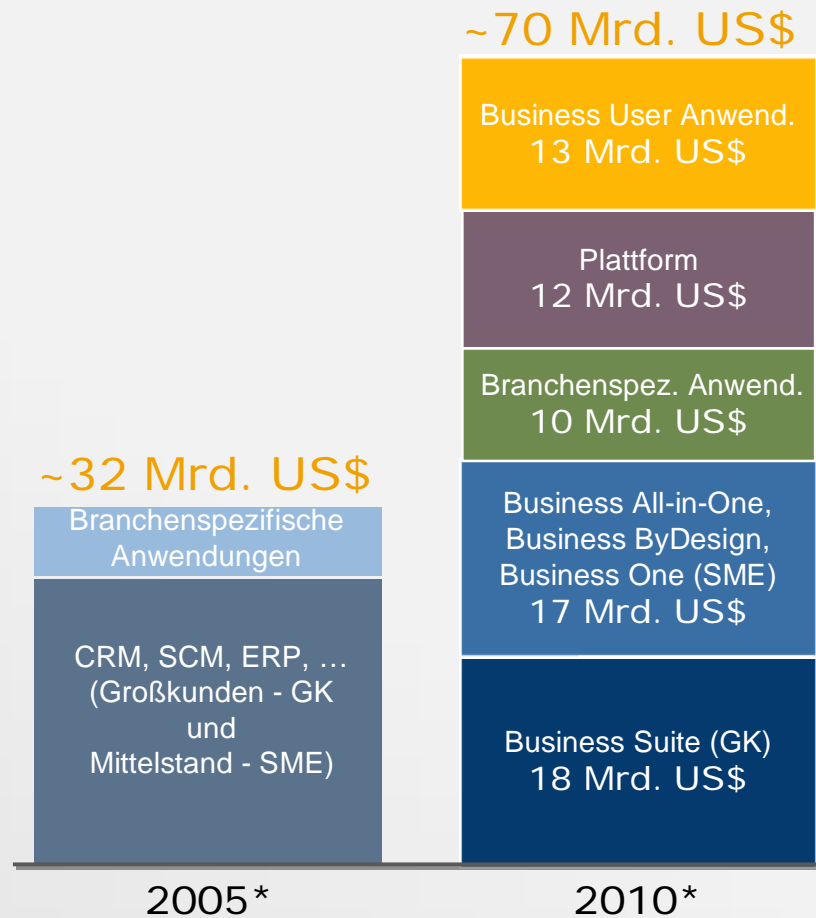 ~70 Mrd. US$
Business User Anwend.
13 Mrd. US$
Plattform
12 Mrd. US$
Branchenspez. Anwend.
10 Mrd. US$
~32 Mrd. US$
Branchenspezifische
Anwendungen
Business All-in-One,
Business ByDesign,
Business One (SME)
17 Mrd. US$
CRM, SCM, ERP, …
(Großkunden - GK
und
Mittelstand - SME)
Business Suite (GK)
18 Mrd. US$
2005*
2010*